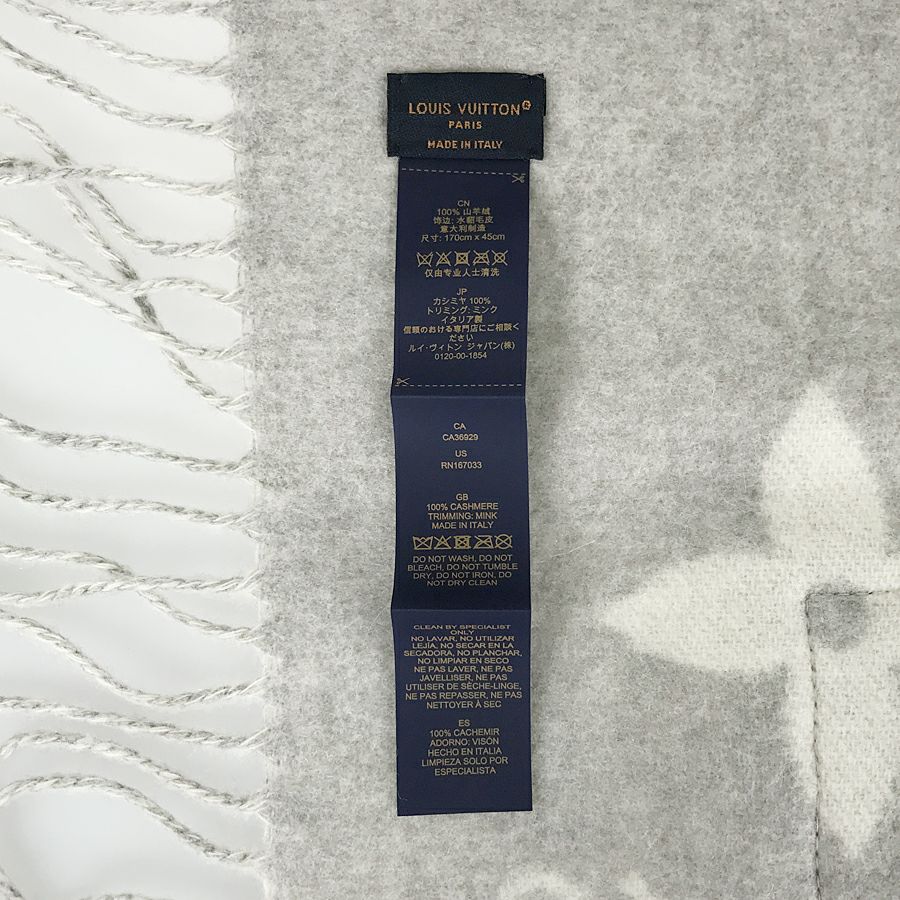 LOUIS VUITTON®
PARIS
MADE IN ITALY
CN
100% 山羊绒
饰边: 水貂毛皮
意大利制造
尺寸: 170cm x 45cm
仅由专业人士清洗
JP
カシミヤ 100%
トリミング: ミンク
イタリア製
信頼のおける専門店にご相談く
ださい
ルイ・ヴィトン ジャパン(株)
0120-00-1854
CA
CA36929
US
RN167033
GB
100% CASHMERE
TRIMMING: MINK
MADE IN ITALY
DO NOT WASH, DO NOT
BLEACH, DO NOT TUMBLE
DRY, DO NOT IRON, DO
NOT DRY CLEAN
CLEAN BY SPECIALIST
ONLY
NO LAVAR, NO UTILIZAR
LEJÍA, NO SECAR EN LA
SECADORA, NO PLANCHAR,
NO LIMPIAR EN SECO
NE PAS LAVER, NE PAS
JAVELLISER, NE PAS
UTILISER DE SÈCHE-LINGE,
NE PAS REPASSER, NE PAS
NETTOYER À SEC
ES
100% CACHEMIR
ADORNO: VISÓN
HECHO EN ITALIA
LIMPIEZA SOLO POR
ESPECIALISTA